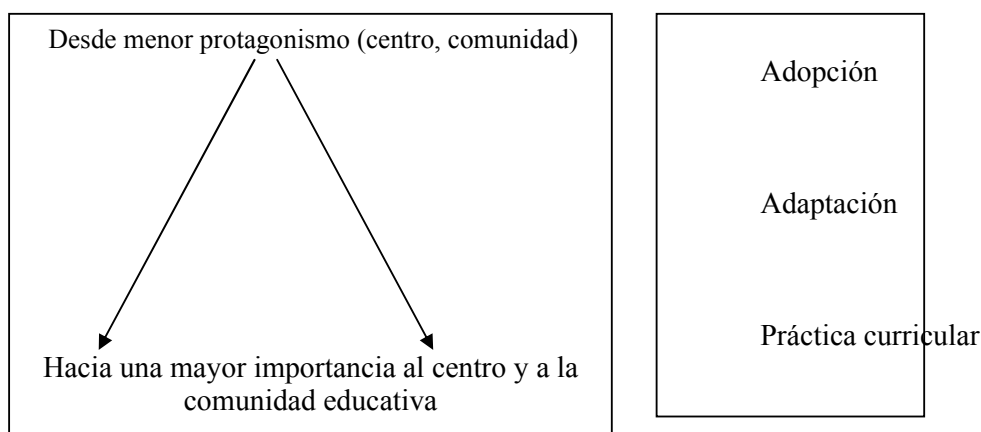 Desde menor protagonismo (centro, comunidad)
Hacia una mayor importancia al centro y a la
comunidad educativa
Adopción
Adaptación
Práctica curricular